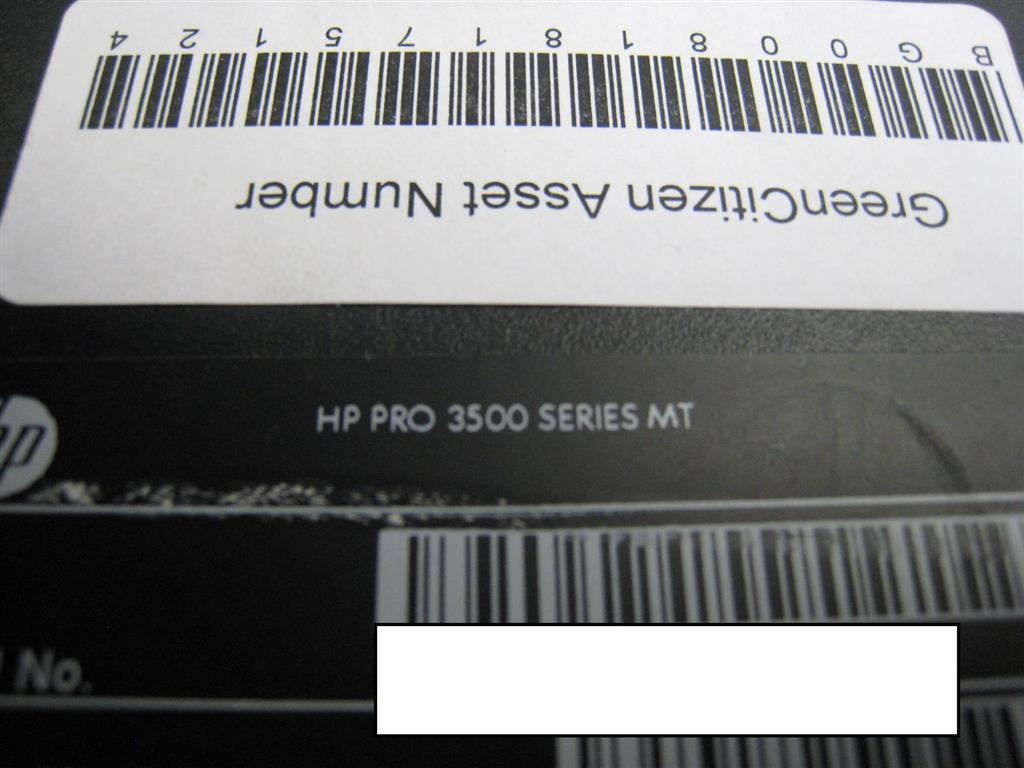 GreenCitizen Asset Number
BG00818175124
hp
HP PRO 3500 SERIES MT
No.